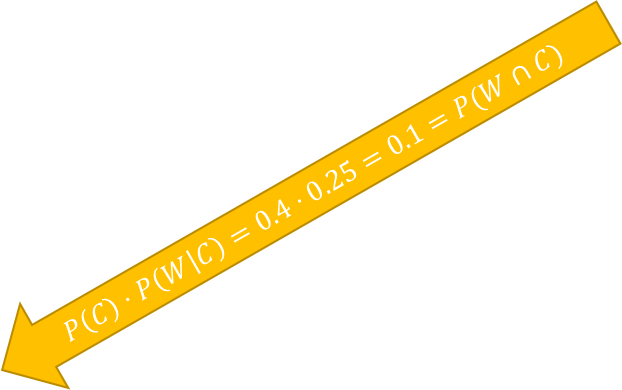 P(C) · P(W|C) = 0.4 · 0.25 = 0.1 = P(W ∩ C)